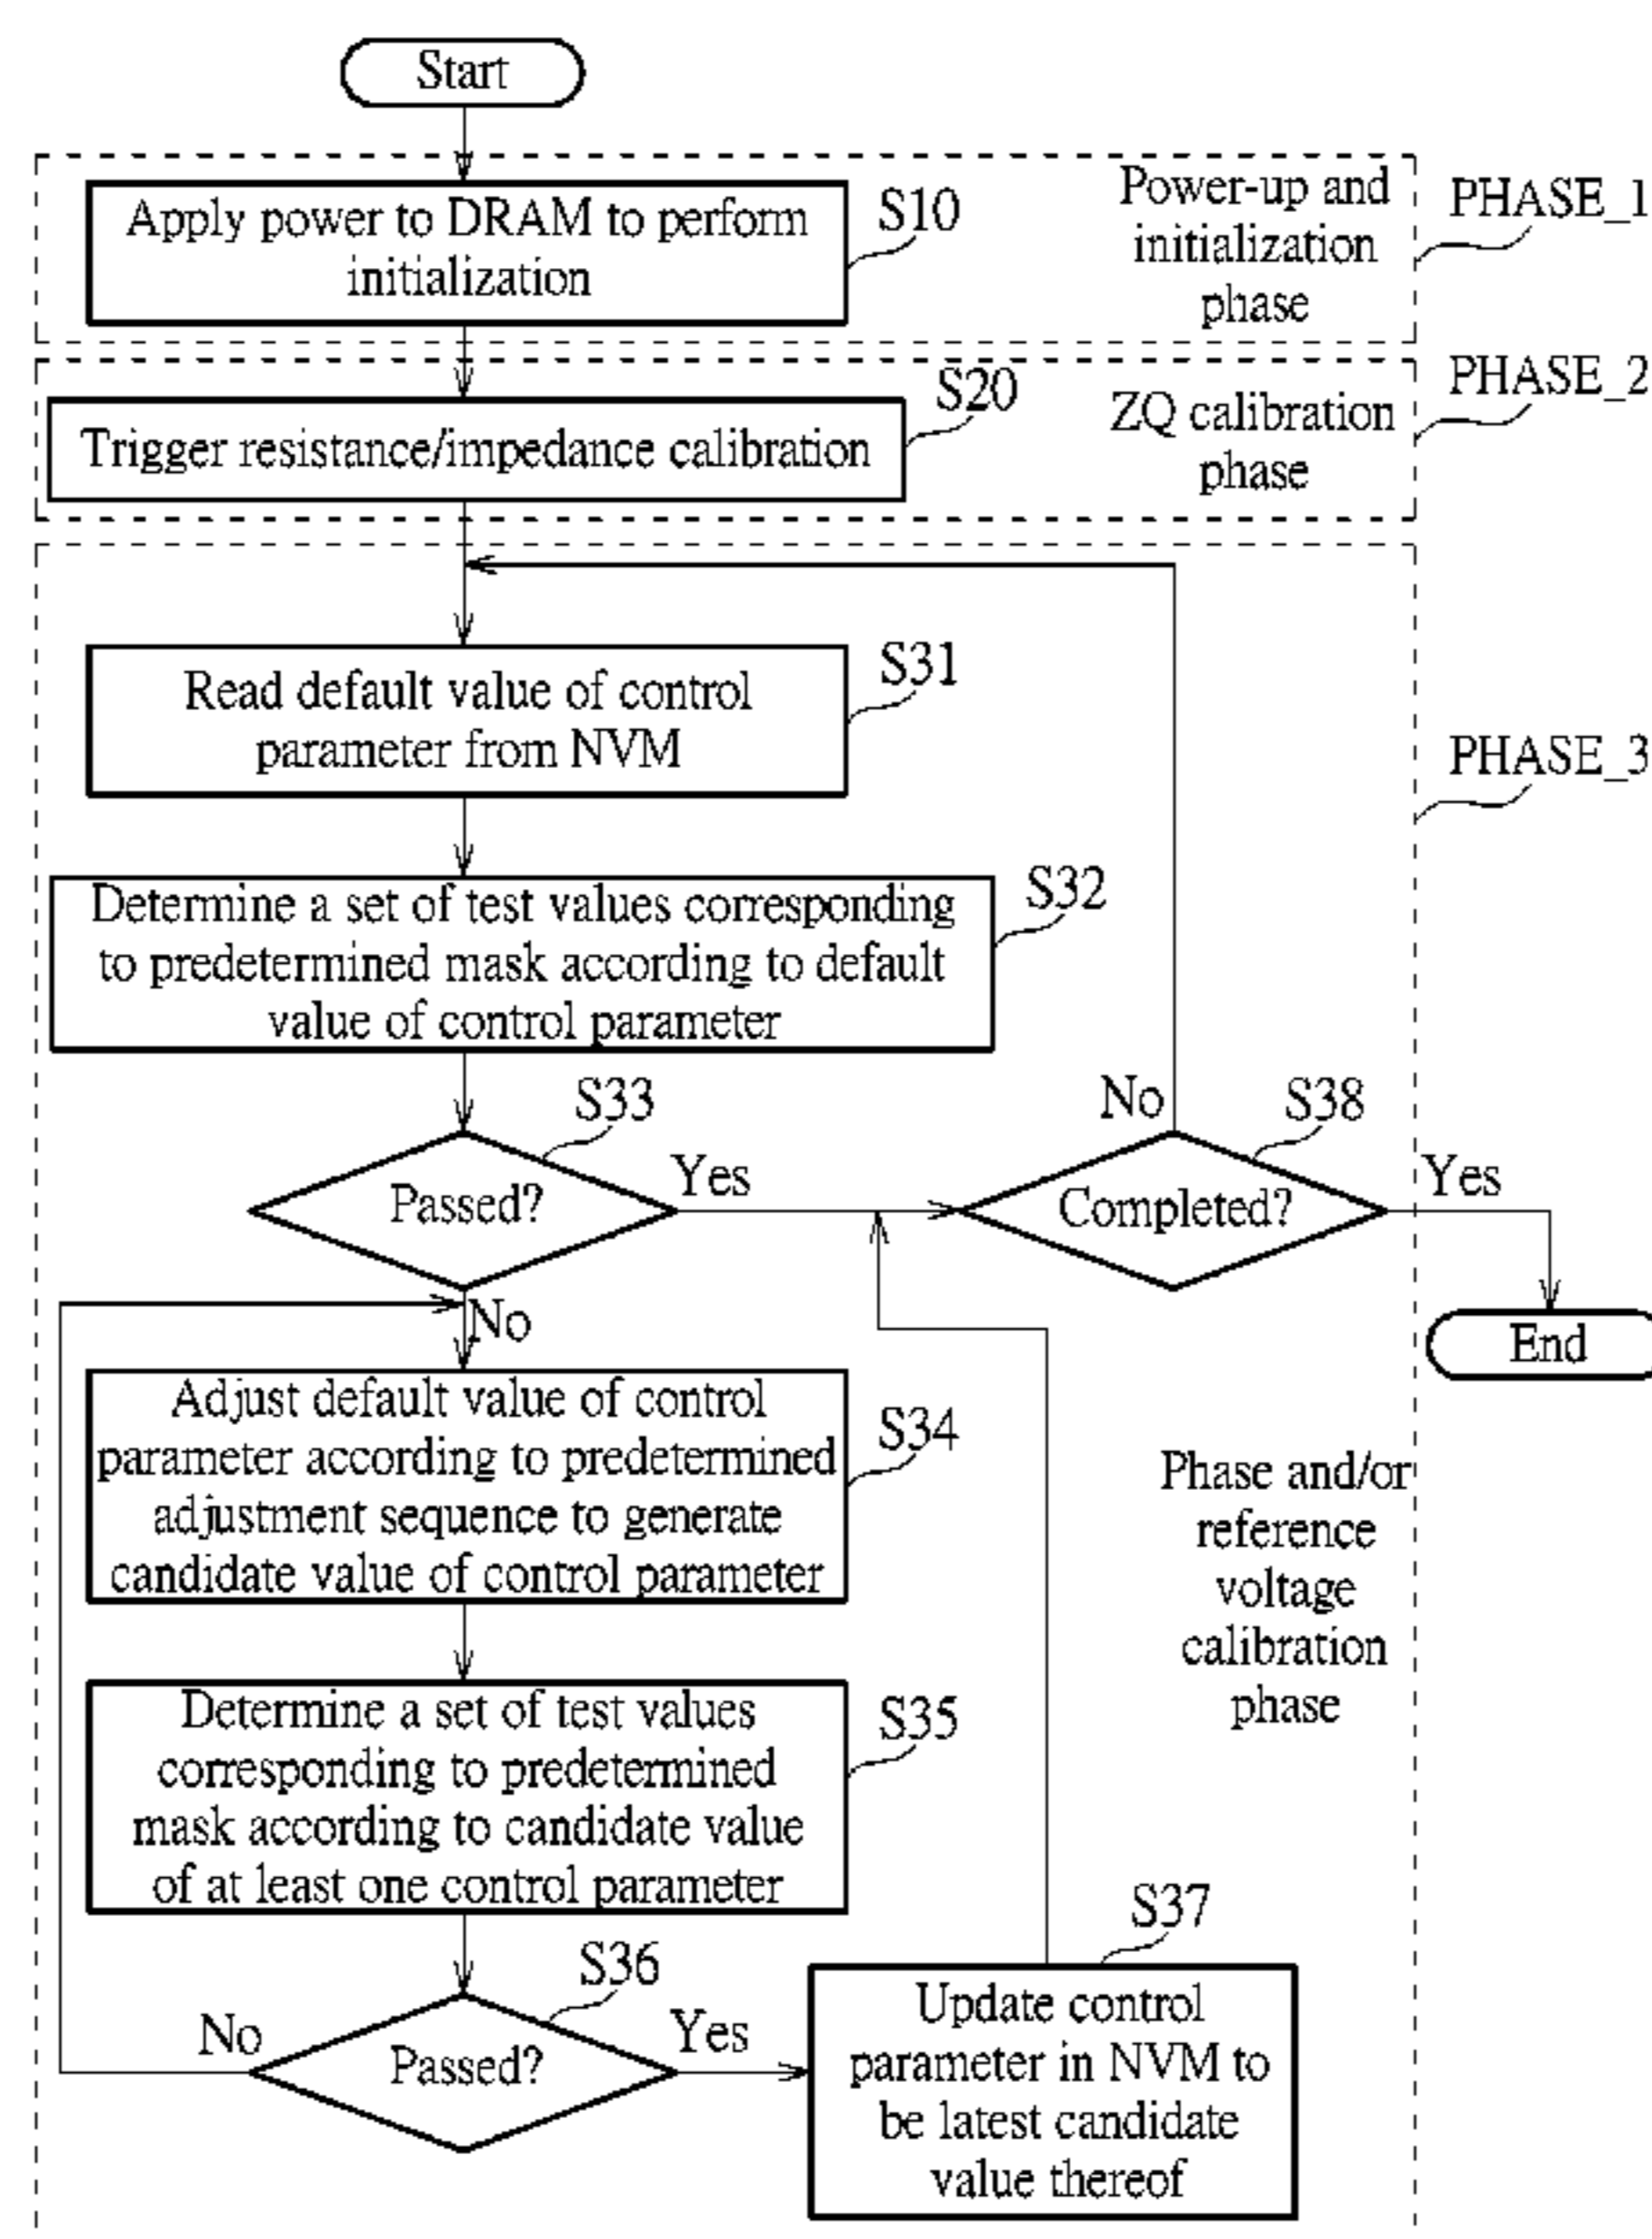 Start
Apply power to DRAM to perform
initialization
S10
Power-up and
initialization
phase
PHASE_1
Trigger resistance/impedance calibration
S20
ZQ calibration
phase
PHASE_2
Read default value of control
parameter from NVM
S31
PHASE_3
Determine a set of test values corresponding
to predetermined mask according to default
value of control parameter
S32
S33
Passed?
Yes
No
No
S38
Completed?
Yes
End
Adjust default value of control
parameter according to predetermined
adjustment sequence to generate
candidate value of control parameter
S34
Phase and/or
reference
voltage
calibration
phase
Determine a set of test values
corresponding to predetermined
mask according to candidate value
of at least one control parameter
S35
S36
No
Passed?
Yes
S37
Update control
parameter in NVM to
be latest candidate
value thereof